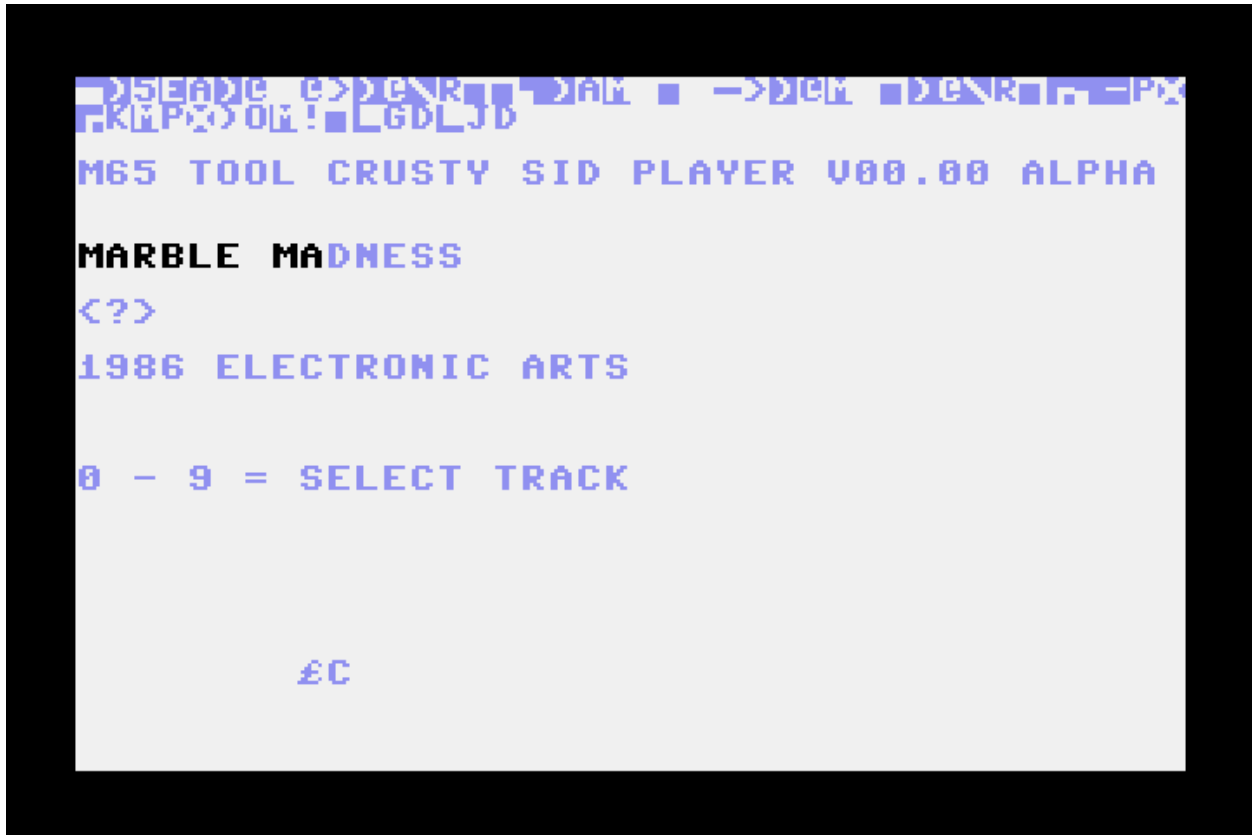 M65 TOOL CRUSTY SID PLAYER V00.00 ALPHA
MARBLE MADNESS
<?>
1986 ELECTRONIC ARTS
0 - 9 = SELECT TRACK
£C